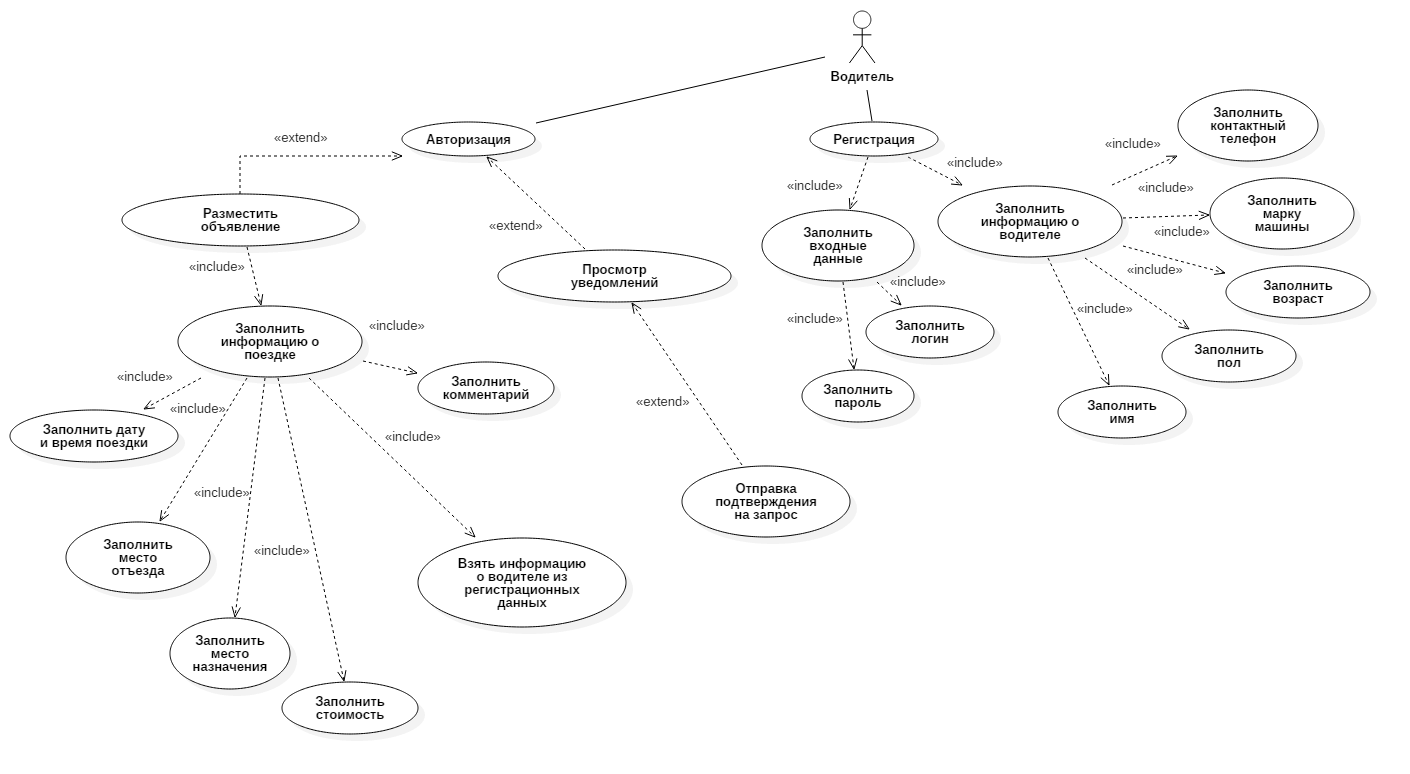 Водитель
Авторизация
Регистрация
«extend»
Заполнить
контактный
телефон
«include»
«include»
«include»
«include»
Разместить
объявление
Заполнить
информацию о
водителе
Заполнить
марку
машины
«extend»
Заполнить
входные
данные
«include»
«include»
Просмотр
уведомлений
«include»
«include»
Заполнить
возраст
«include»
Заполнить
информацию о
поездке
«include»
«include»
Заполнить
логин
Заполнить
пол
«include»
Заполнить
комментарий
Заполнить
пароль
Заполнить
имя
«include»
«extend»
Заполнить дату
и время поездки
«include»
«include»
Отправка
подтверждения
на запрос
Заполнить
место
отъезда
«include»
Взять информацию
о водителе из
регистрационных
данных
Заполнить
место
назначения
Заполнить
стоимость